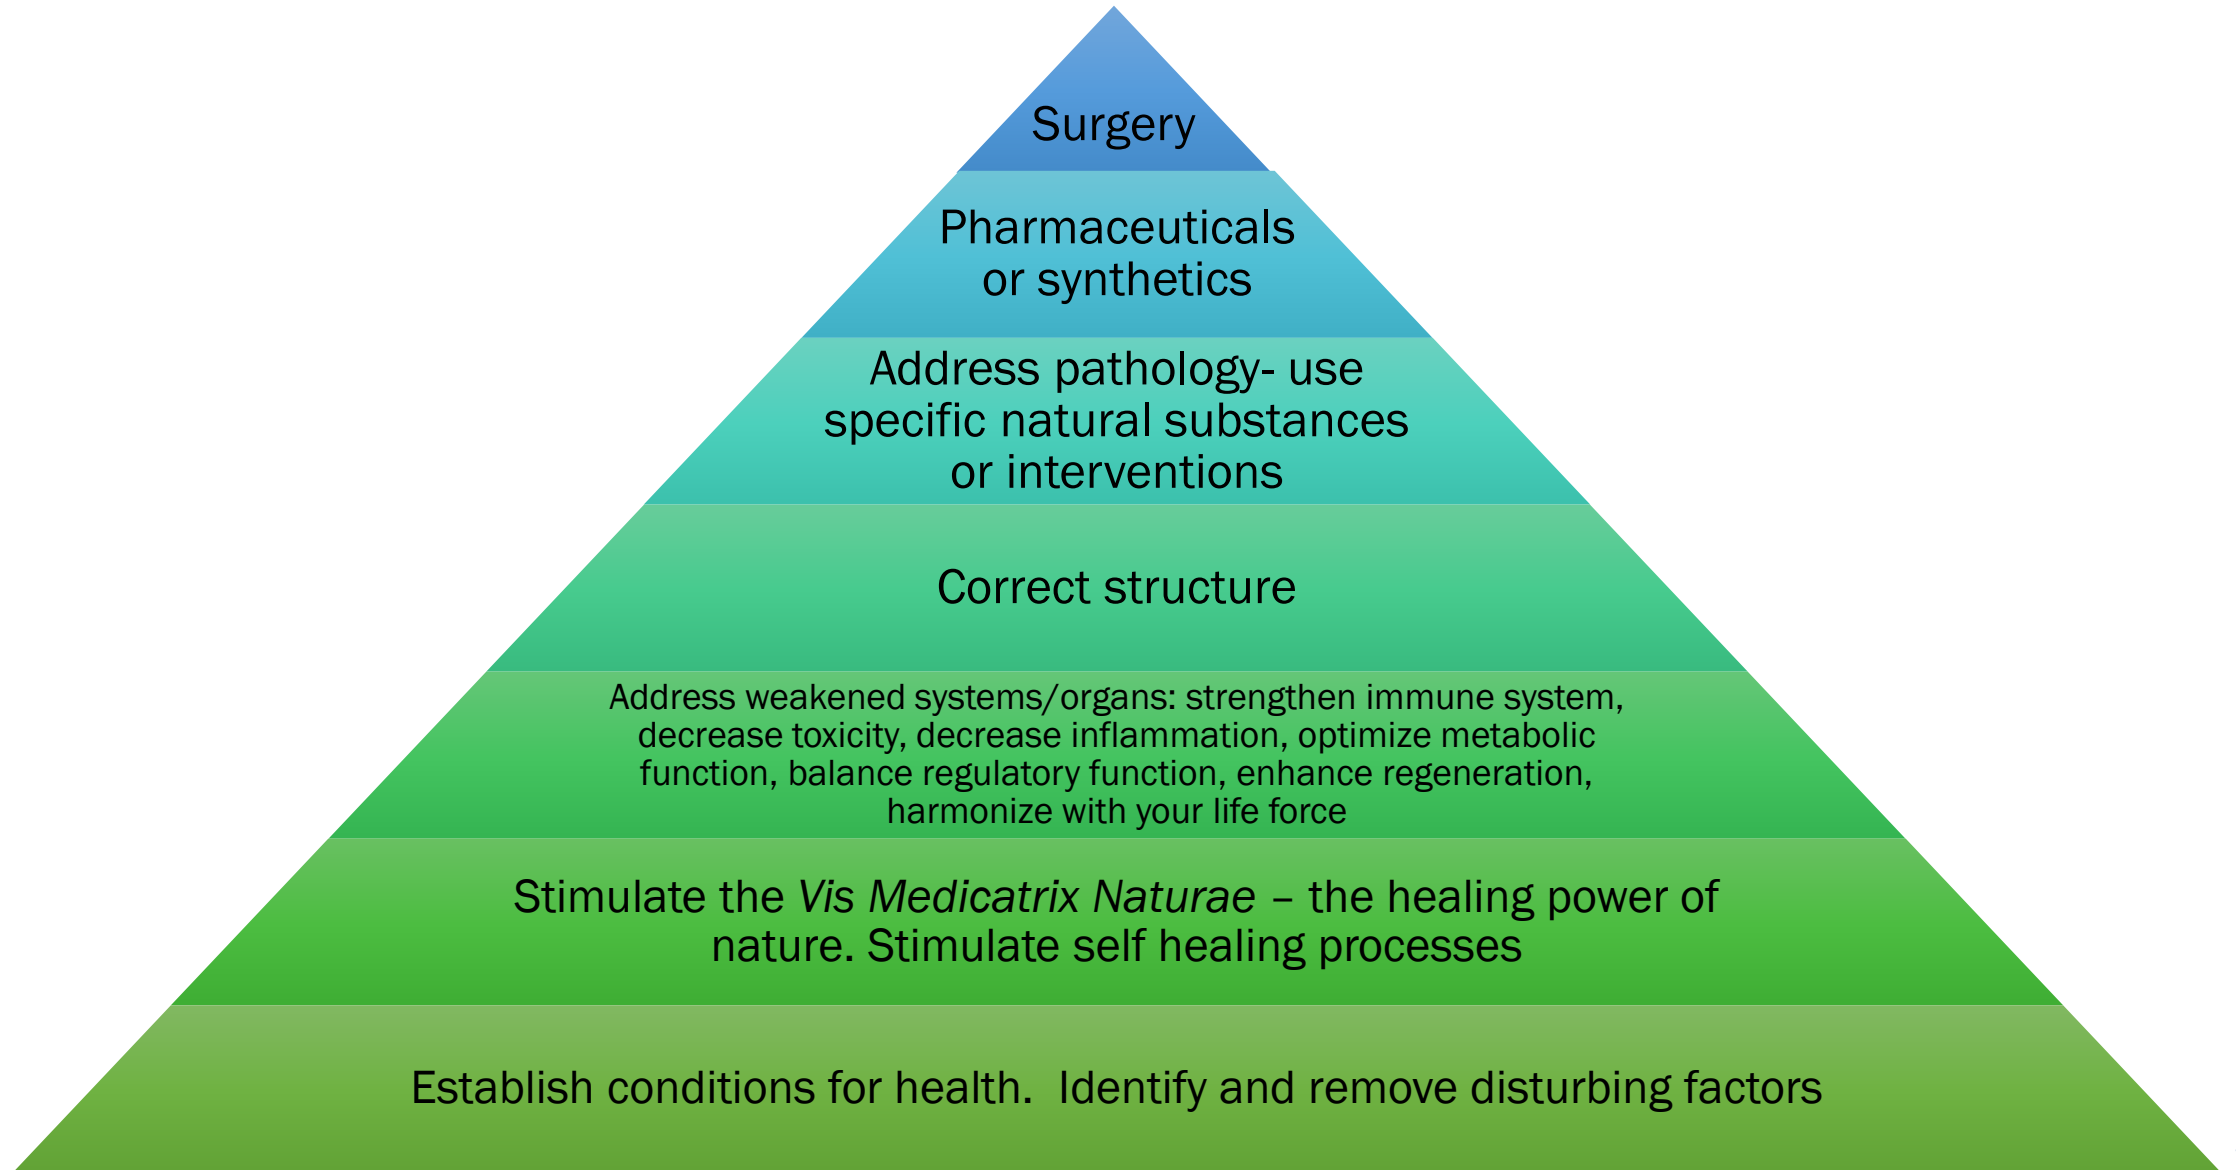 Surgery
Pharmaceuticals
or synthetics
Address pathology- use
specific natural substances
or interventions
Correct structure
Address weakened systems/organs: strengthen immune system,
decrease toxicity, decrease inflammation, optimize metabolic
function, balance regulatory function, enhance regeneration,
harmonize with your life force
Stimulate the Vis Medicatrix Naturae – the healing power of
nature. Stimulate self healing processes
Establish conditions for health.  Identify and remove disturbing factors